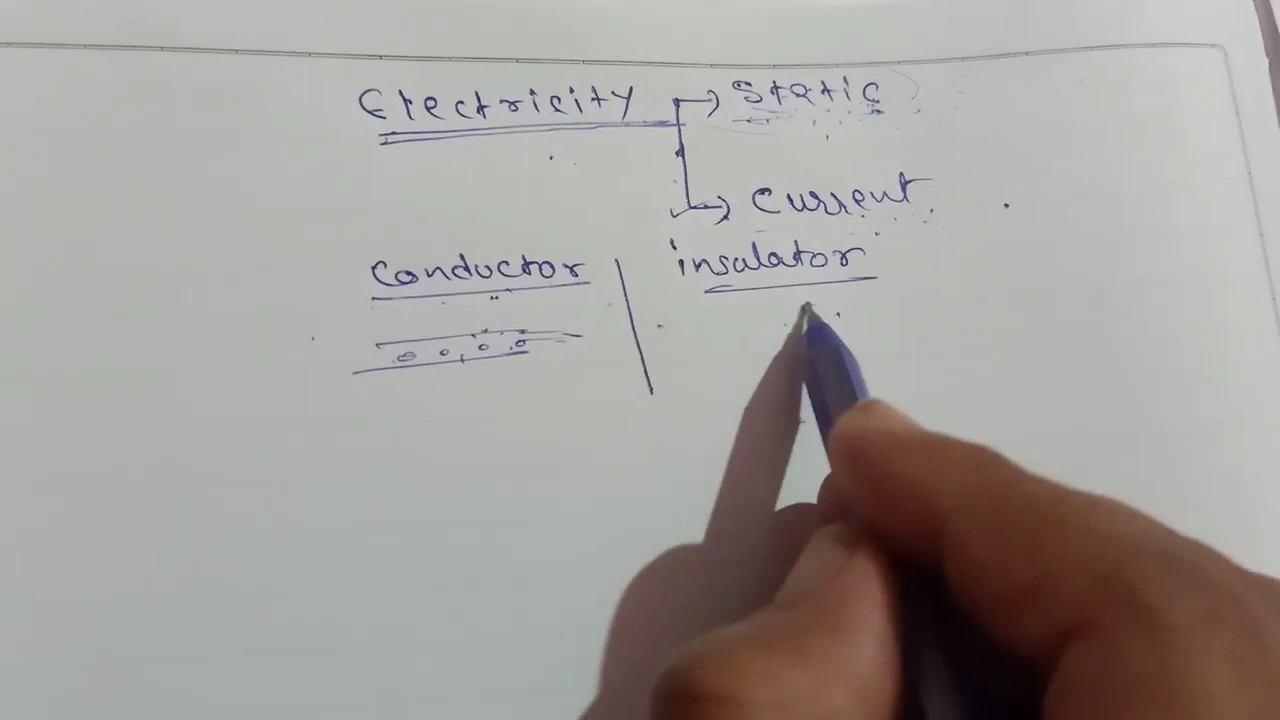 Electricity → Static
→ Current
Conductor | insulator